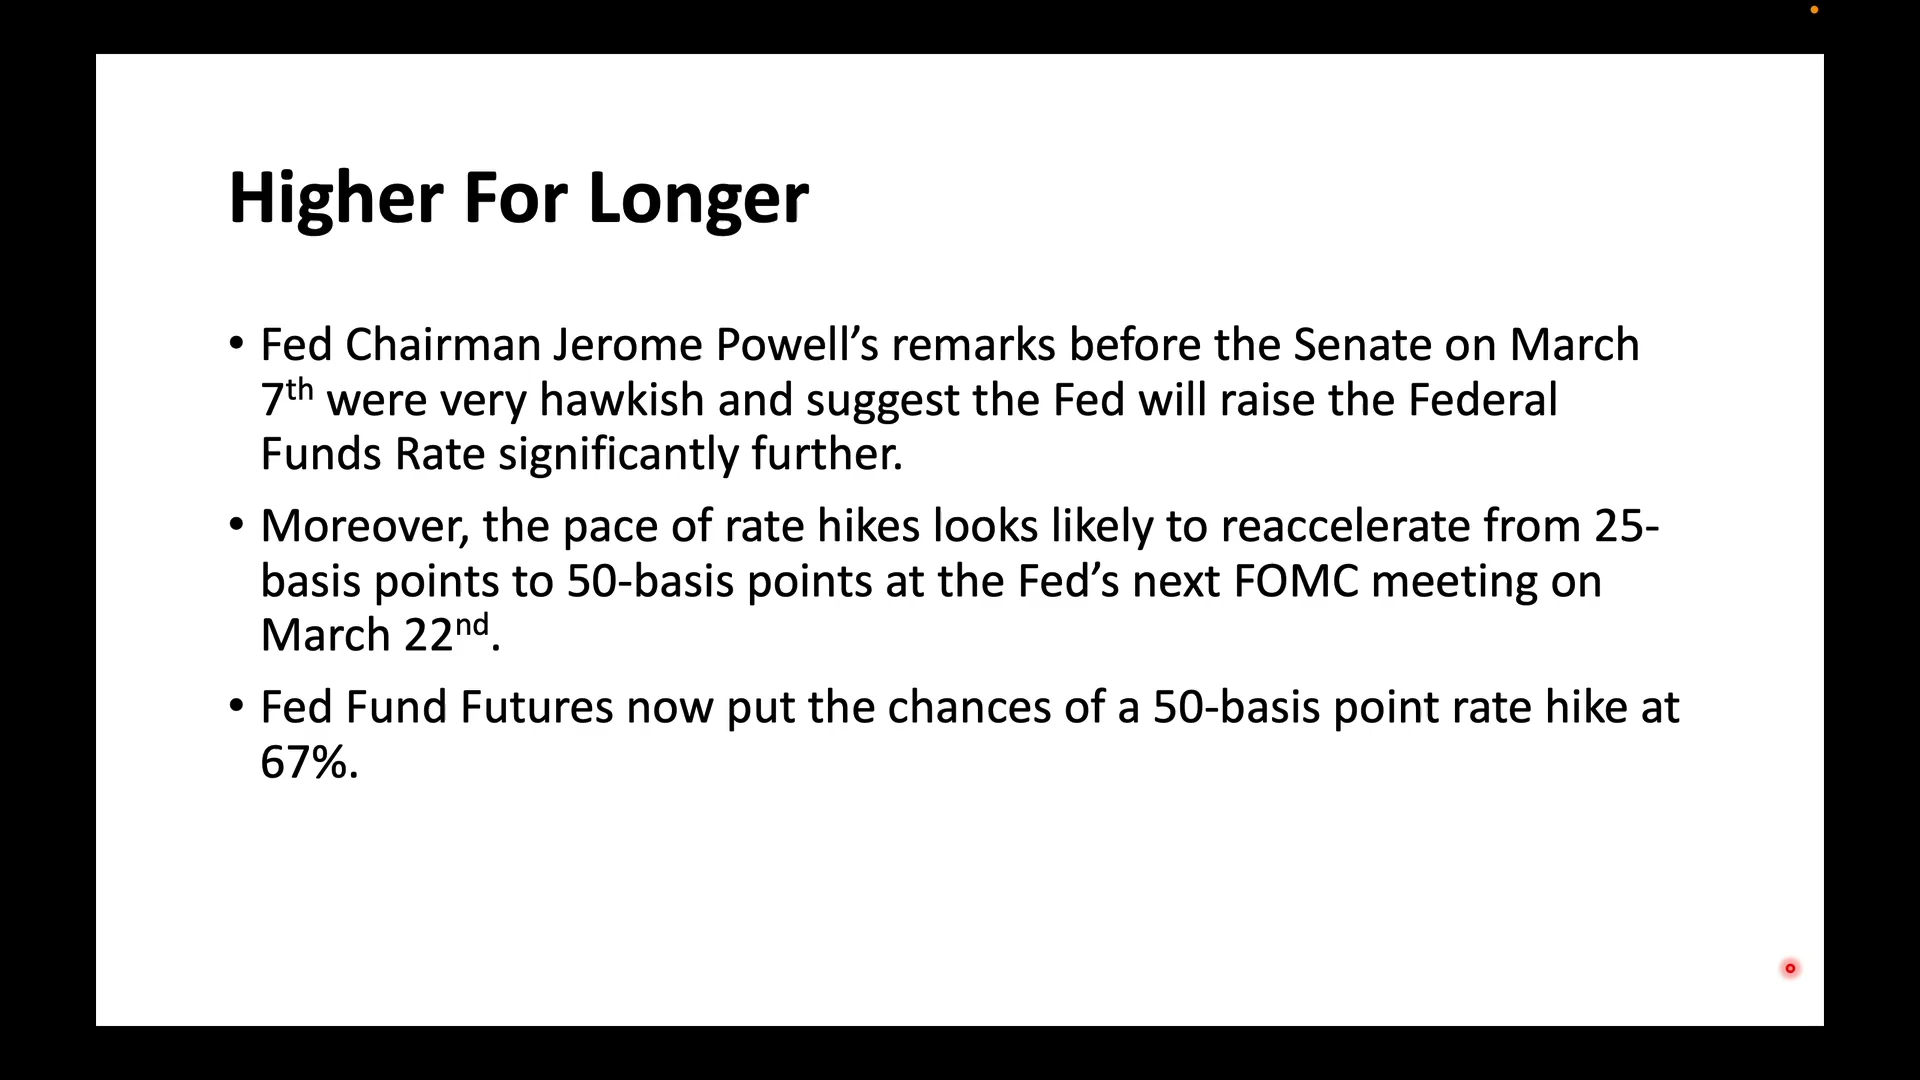 Higher For Longer
• Fed Chairman Jerome Powell’s remarks before the Senate on March
7th were very hawkish and suggest the Fed will raise the Federal
Funds Rate significantly further.
• Moreover, the pace of rate hikes looks likely to reaccelerate from 25-
basis points to 50-basis points at the Fed’s next FOMC meeting on
March 22nd.
• Fed Fund Futures now put the chances of a 50-basis point rate hike at
67%.